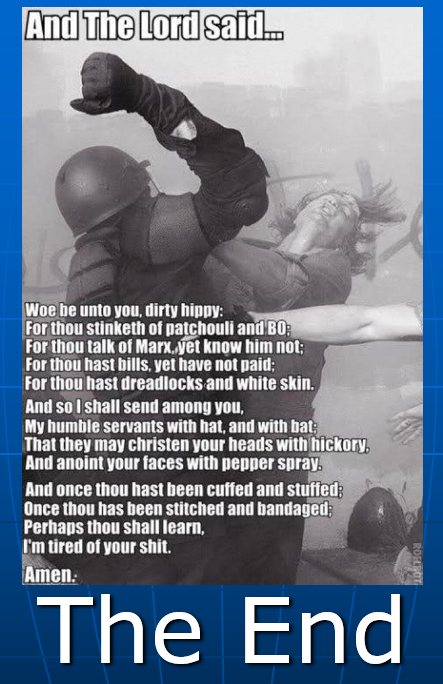 And The Lord said...
Woe be unto you, dirty hippy:
For thou stinketh of patchouli and BO;
For thou talk of Marx, yet know him not;
For thou hast bills, yet have not paid;
For thou hast dreadlocks and white skin.
And so I shall send among you,
My humble servants with hat, and with bat;
That they may christen your heads with hickory,
And anoint your faces with pepper spray.
And once thou hast been cuffed and stuffed;
Once thou has been stitched and bandaged;
Perhaps thou shall learn,
I'm tired of your shit.
Amen.
The End